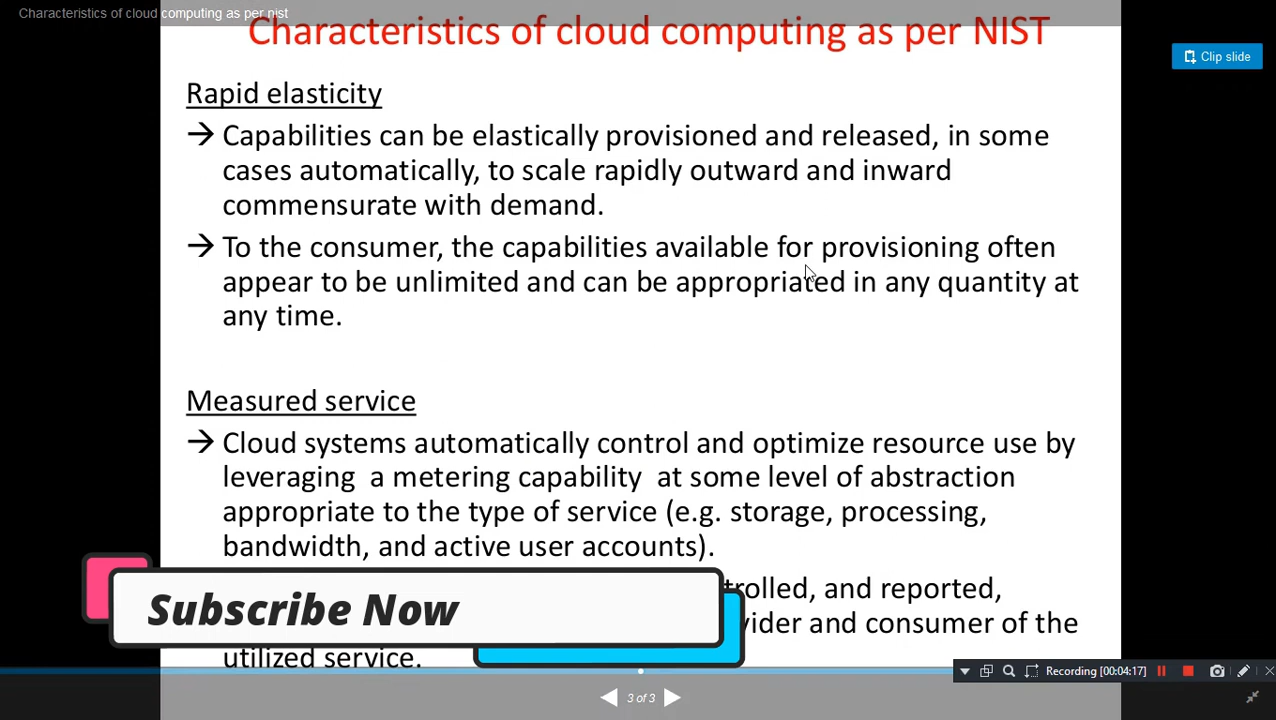 Characteristics of cloud computing as per nist
Characteristics of cloud computing as per NIST
Clip slide
Rapid elasticity
→ Capabilities can be elastically provisioned and released, in some
cases automatically, to scale rapidly outward and inward
commensurate with demand.
→ To the consumer, the capabilities available for provisioning often
appear to be unlimited and can be appropriated in any quantity at
any time.
Measured service
→ Cloud systems automatically control and optimize resource use by
leveraging a metering capability at some level of abstraction
appropriate to the type of service (e.g. storage, processing,
bandwidth, and active user accounts).
trolled, and reported,
Subscribe Now
vider and consumer of the
utilized service.
Recording [00:04:17]
3 of 3